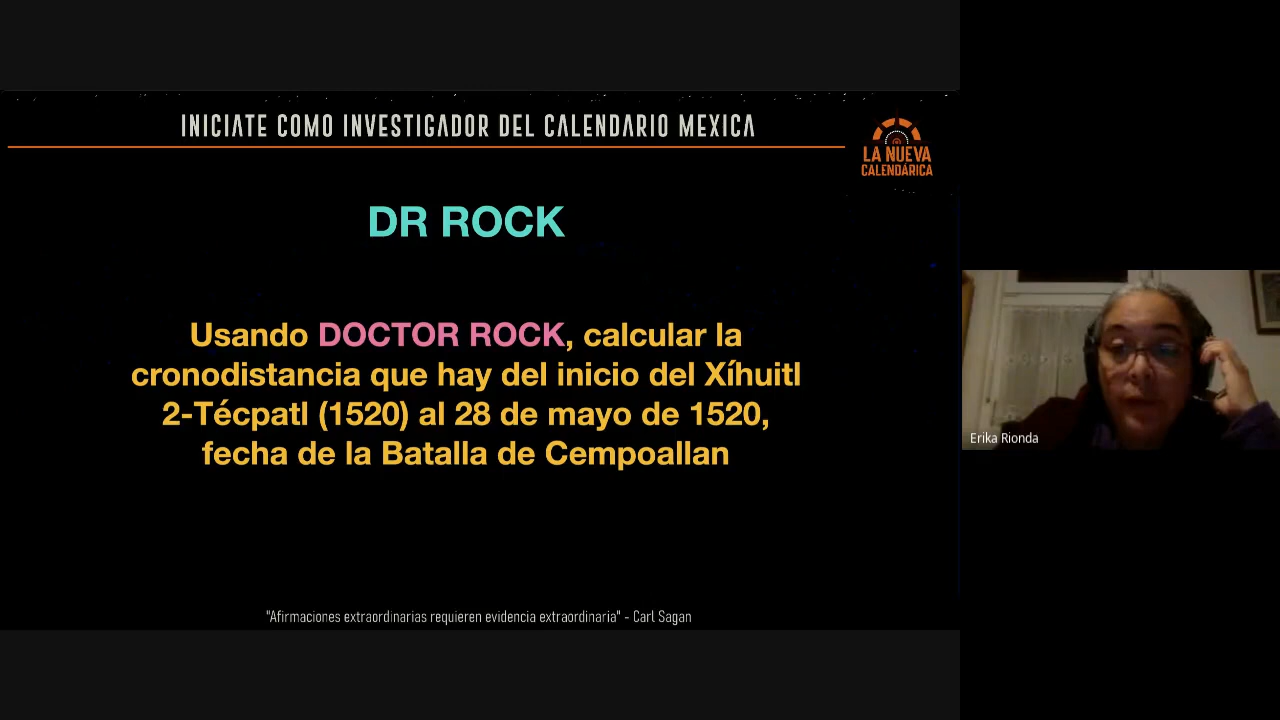 INICIATE COMO INVESTIGADOR DEL CALENDARIO MEXICA
LA NUEVA
CALENDÁRICA
DR ROCK
Usando DOCTOR ROCK, calcular la
cronodistancia que hay del inicio del Xíhuitl
2-Técpatl (1520) al 28 de mayo de 1520,
fecha de la Batalla de Cempoallan
"Afirmaciones extraordinarias requieren evidencia extraordinaria" - Carl Sagan
Erika Rionda